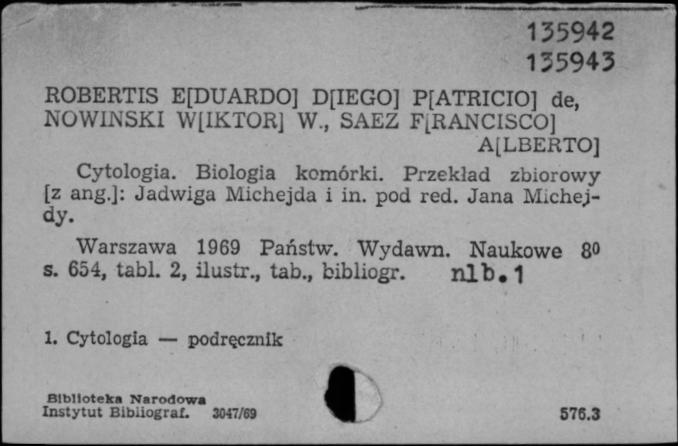 135942
135943
ROBERTIS E[DUARDO] D[IEGO] P[ATRICIO] de,
NOWINSKI W[IKTOR] W., SAEZ F[RANCISCO]
A[LBERTO]
Cytologia. Biologia komórki. Przekład zbiorowy
[z ang.]: Jadwiga Michejda i in. pod red. Jana Michej-
dy.
Warszawa 1969 Państw. Wydawn. Naukowe 8⁰
s. 654, tabl. 2, ilustr., tab., bibliogr. nlb.1
1. Cytologia — podręcznik
Biblioteka Narodowa
Instytut Bibliograf. 3047/69 576.3